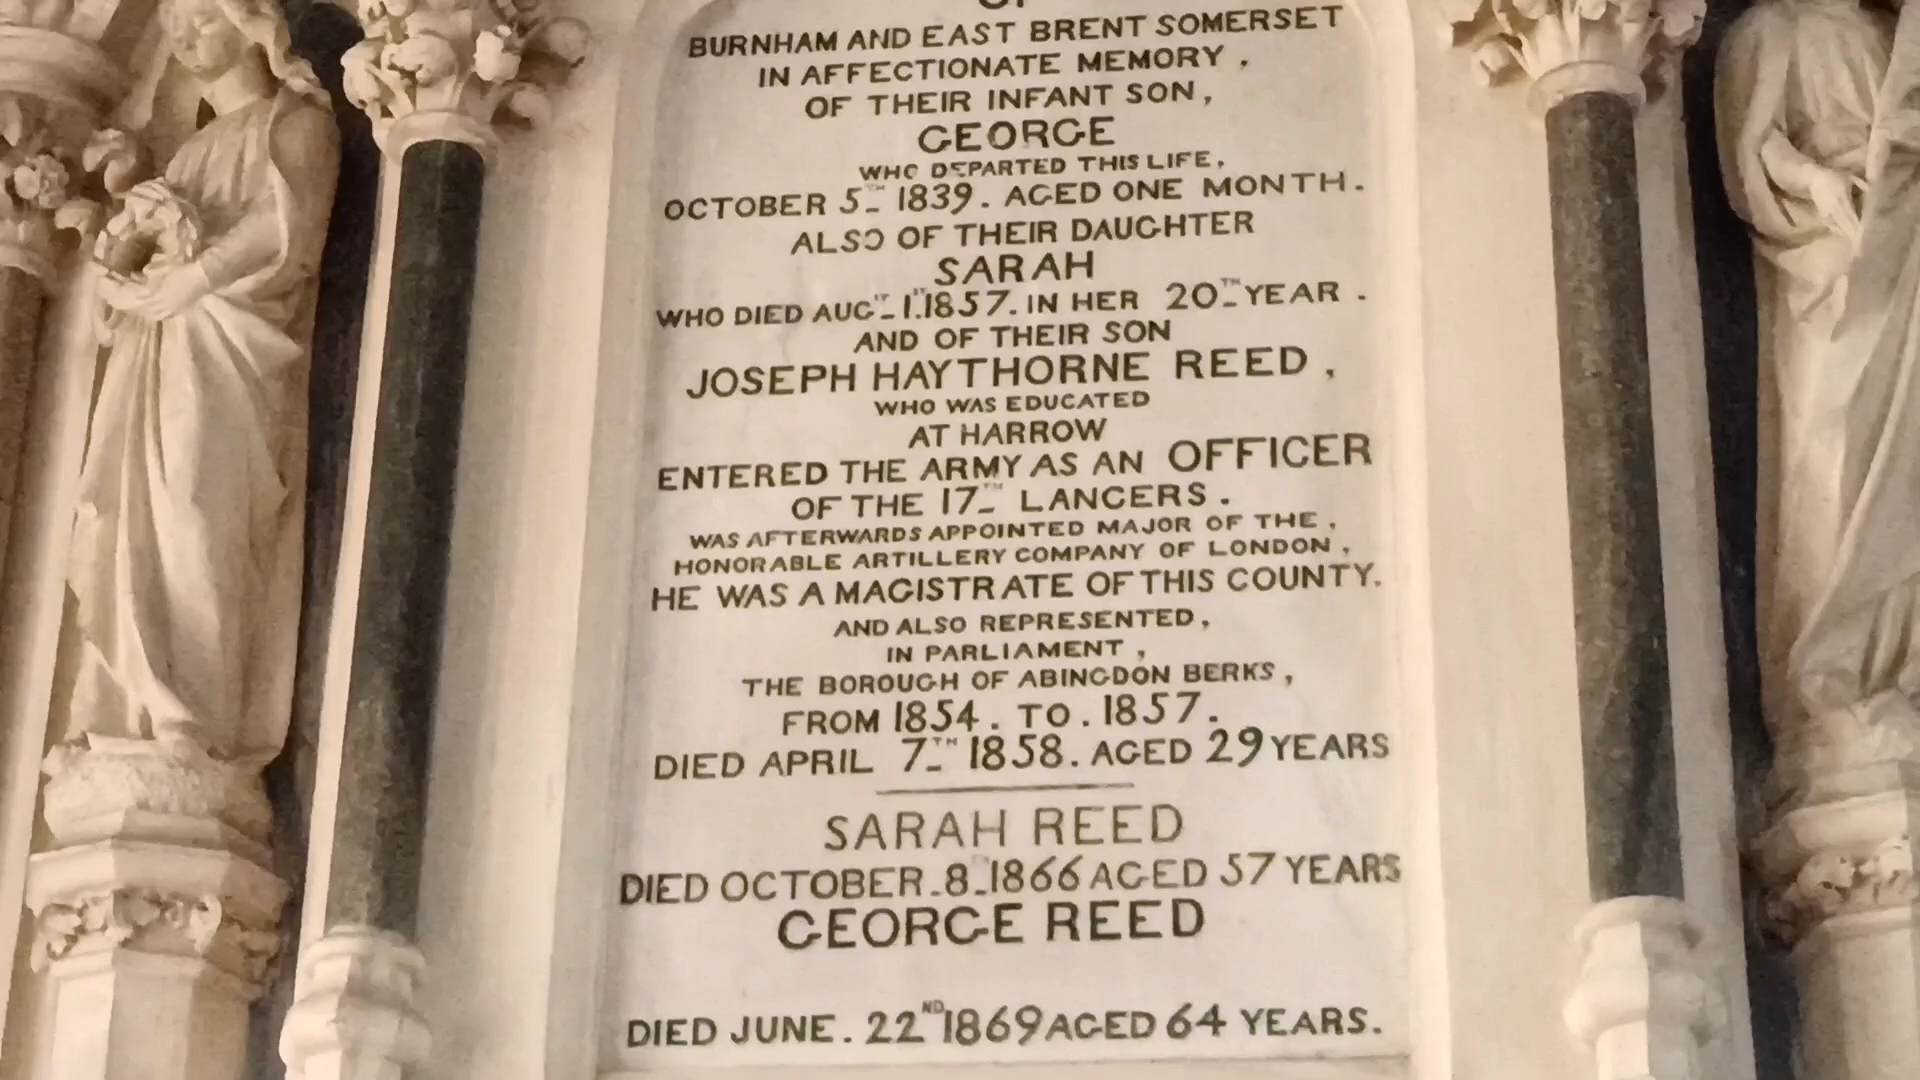 BURNHAM AND EAST BRENT SOMERSET
IN AFFECTIONATE MEMORY,
OF THEIR INFANT SON,
GEORGE
WHO DEPARTED THIS LIFE,
OCTOBER 5TH 1839. AGED ONE MONTH.
ALSO OF THEIR DAUGHTER
SARAH
WHO DIED AUGT 1ST 1857. IN HER 20TH YEAR.
AND OF THEIR SON
JOSEPH HAYTHORNE REED,
WHO WAS EDUCATED
AT HARROW
ENTERED THE ARMY AS AN OFFICER
OF THE 17TH LANCERS.
WAS AFTERWARDS APPOINTED MAJOR OF THE,
HONORABLE ARTILLERY COMPANY OF LONDON,
HE WAS A MAGISTRATE OF THIS COUNTY.
AND ALSO REPRESENTED,
IN PARLIAMENT,
THE BOROUGH OF ABINGDON BERKS,
FROM 1854. TO. 1857.
DIED APRIL 7TH 1858. AGED 29 YEARS
SARAH REED
DIED OCTOBER. 8TH 1866 AGED 57 YEARS
GEORGE REED
DIED JUNE. 22ND 1869 AGED 64 YEARS.